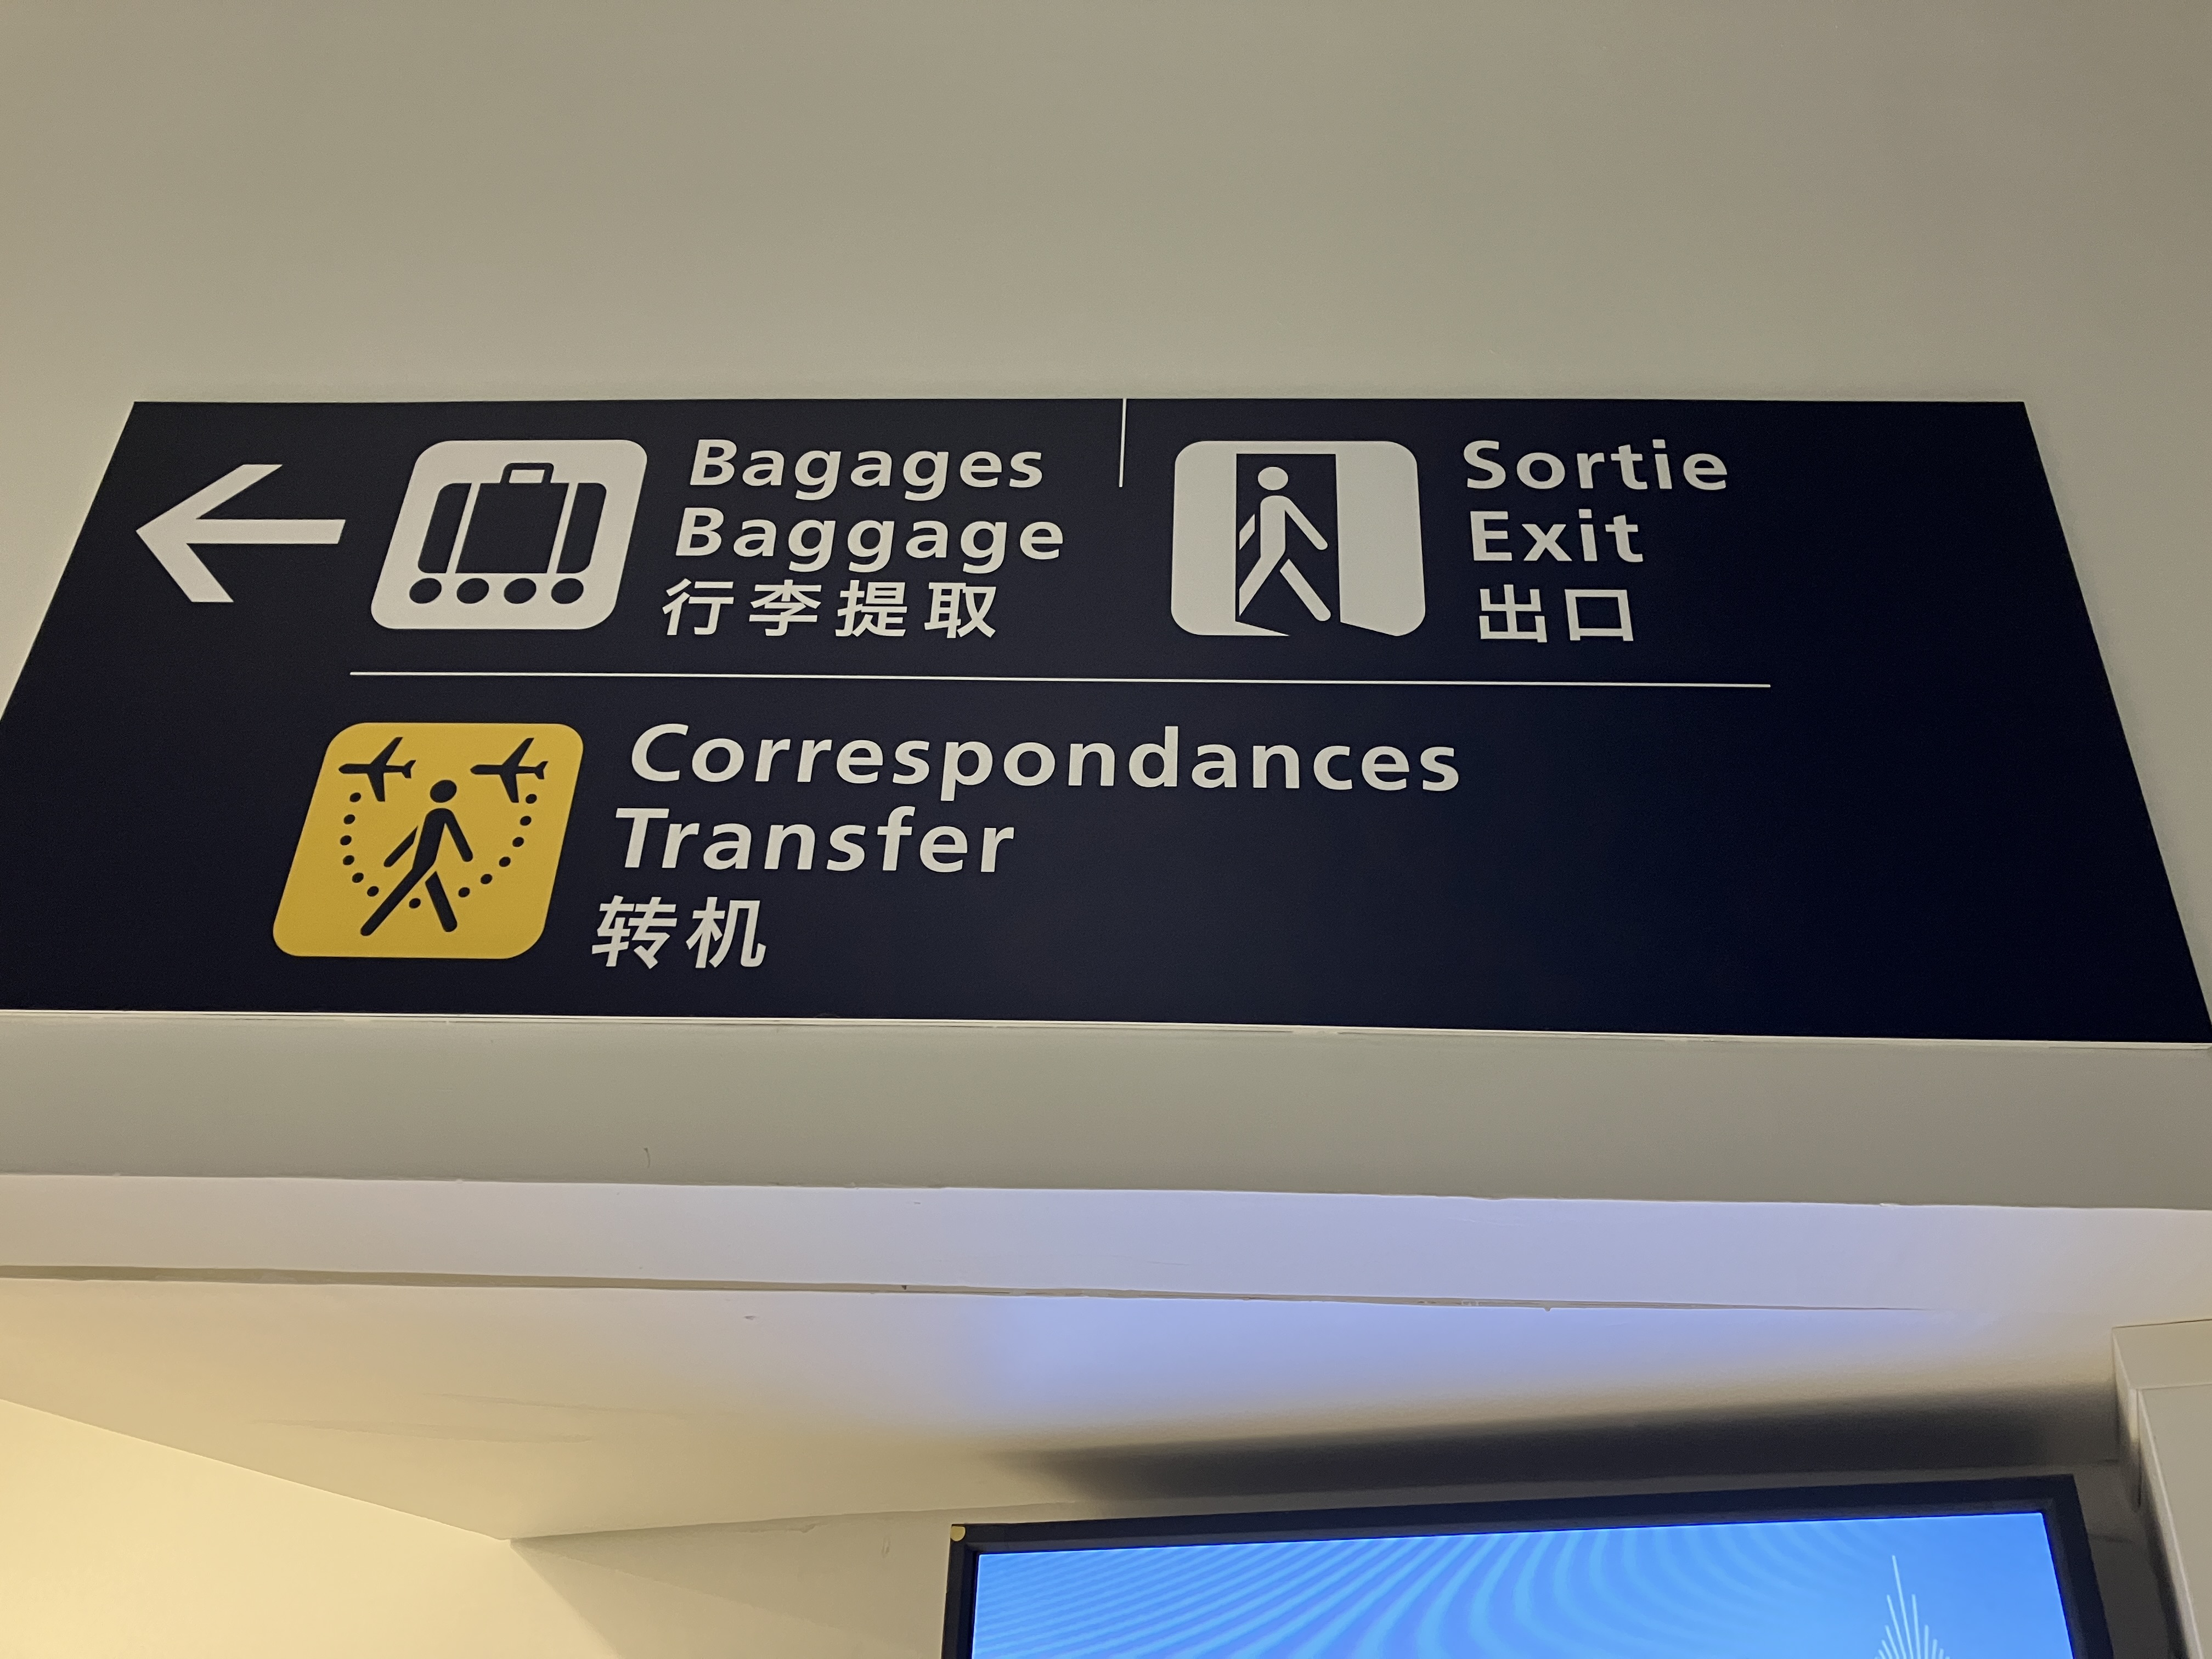 Bagages
Baggage
行李提取
Sortie
Exit
出口
Correspondances
Transfer
转机